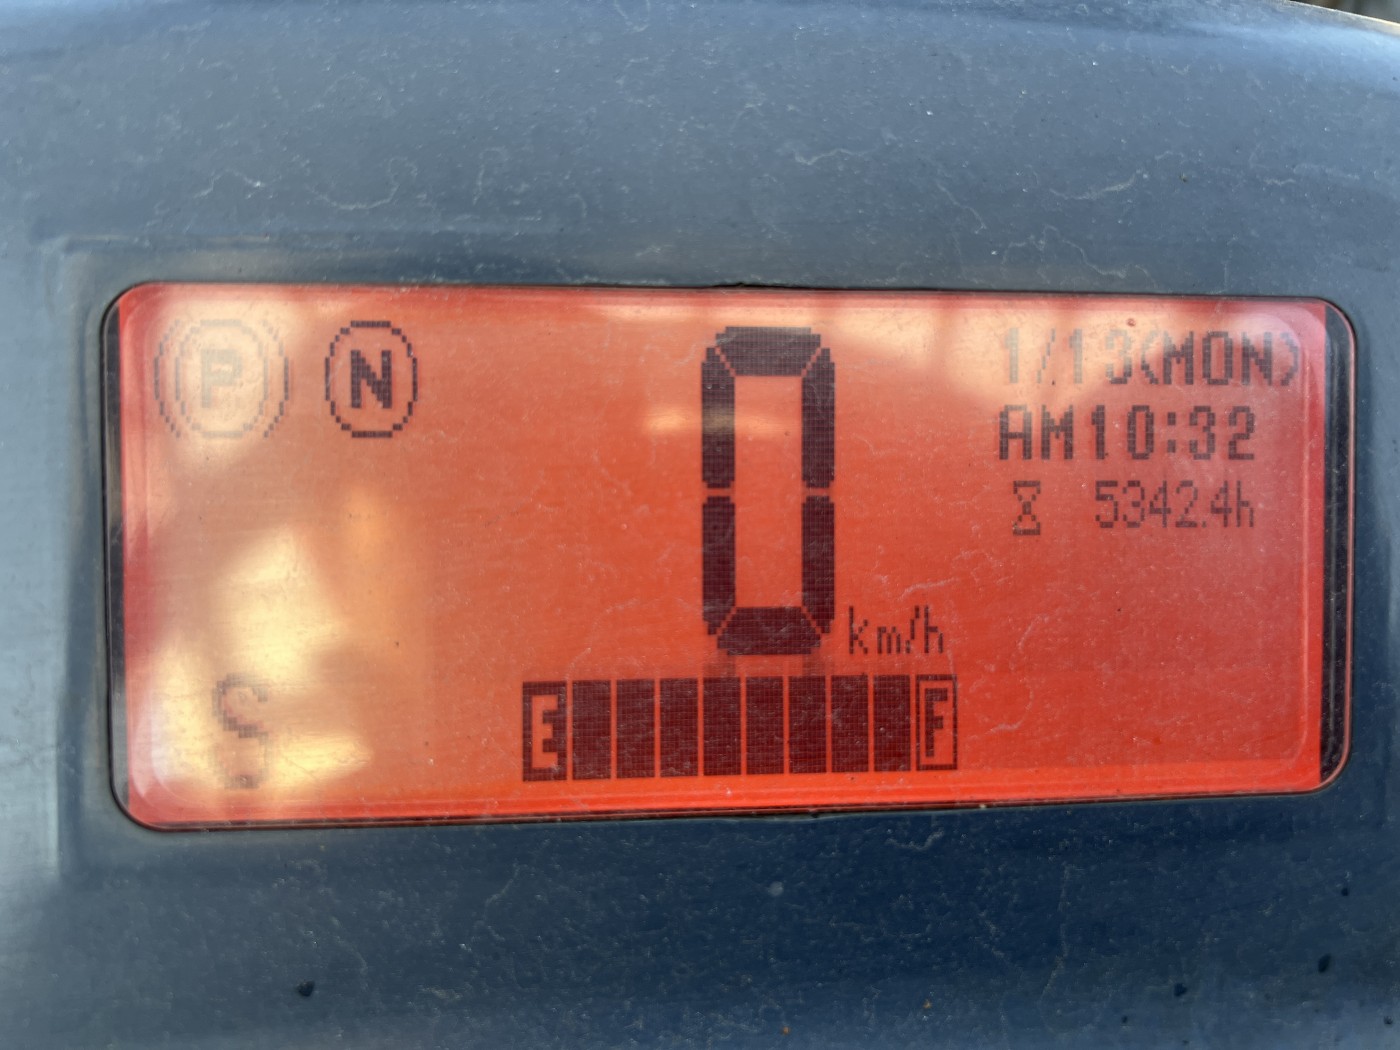 P N
0 km/h
1/13(MON)
AM10:32
5342.4h
S
E F